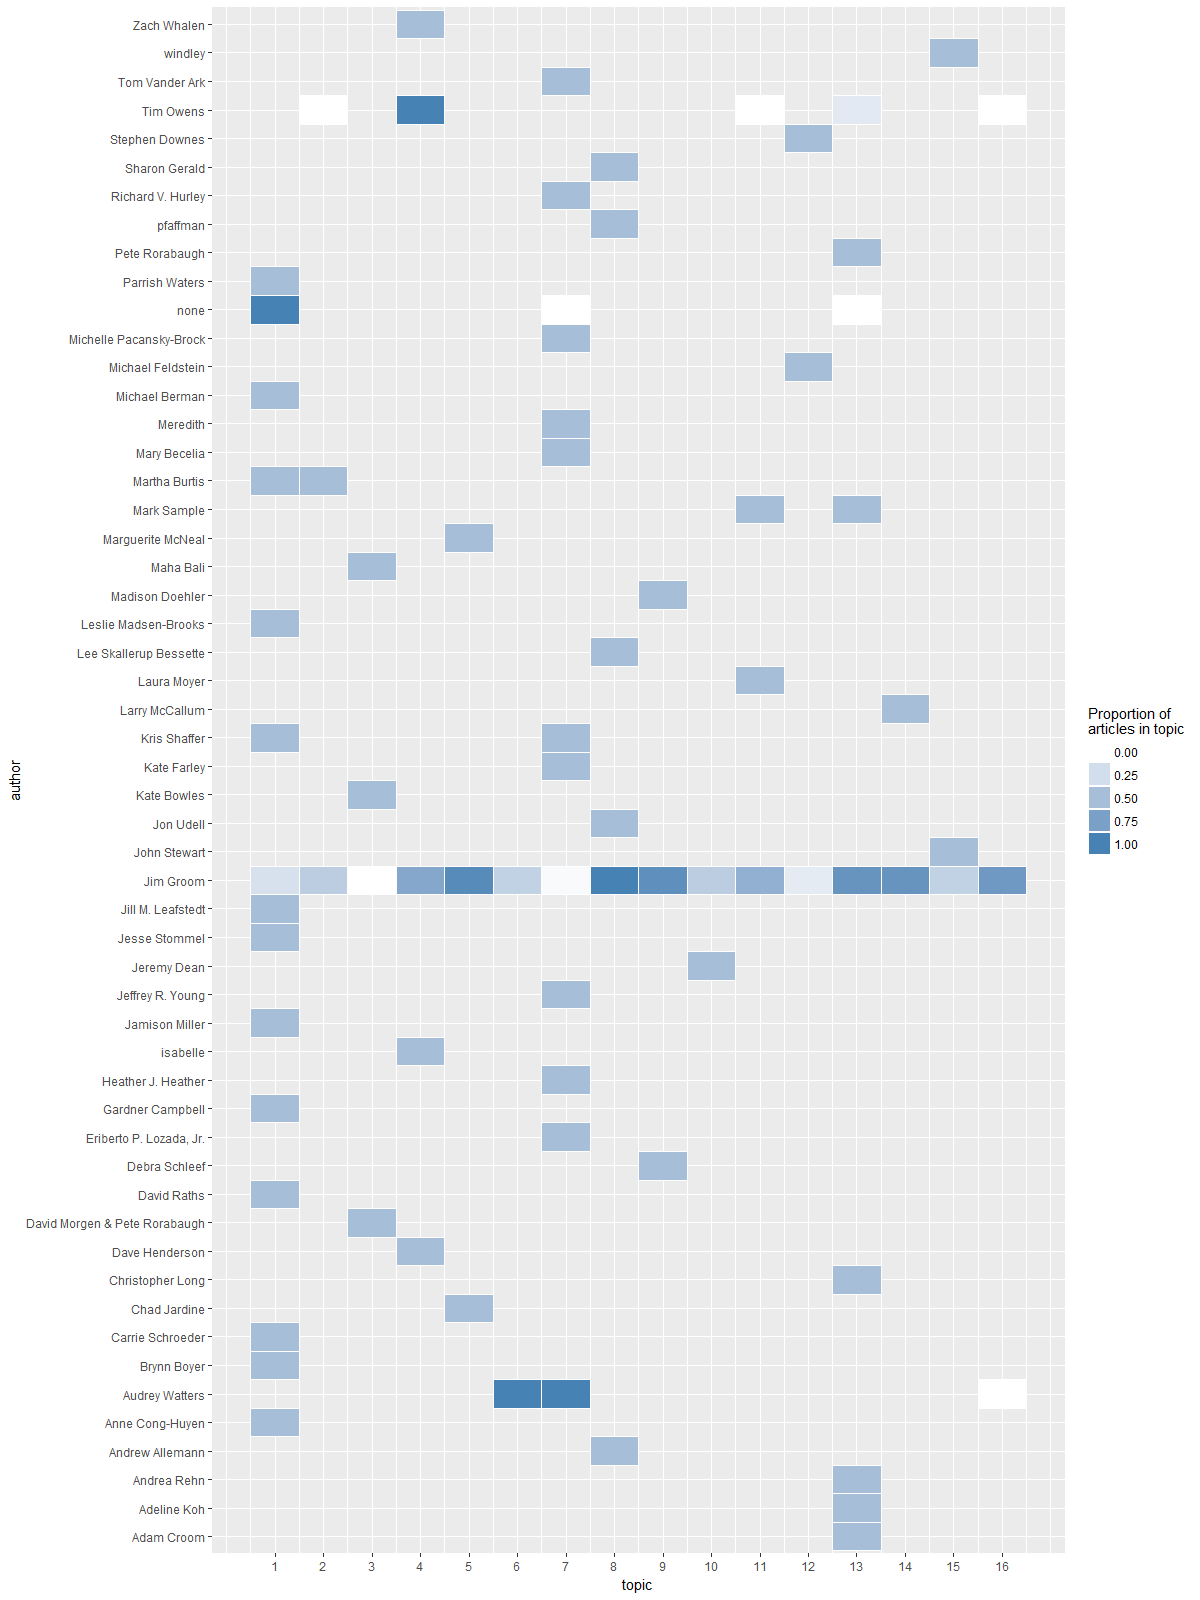 Zach Whalen
windley
Tom Vander Ark
Tim Owens
Stephen Downes
Sharon Gerald
Richard V. Hurley
pfaffman
Pete Rorabaugh
Parrish Waters
none
Michelle Pacansky-Brock
Michael Feldstein
Michael Berman
Meredith
Mary Becelia
Martha Burtis
Mark Sample
Marguerite McNeal
Maha Bali
Madison Doehler
Leslie Madsen-Brooks
Lee Skallerup Bessette
Laura Moyer
Larry McCallum
Kris Shaffer
Kate Farley
Kate Bowles
Jon Udell
John Stewart
Jim Groom
Jill M. Leafstedt
Jesse Stommel
Jeremy Dean
Jeffrey R. Young
Jamison Miller
isabelle
Heather J. Heather
Gardner Campbell
Eriberto P. Lozada, Jr.
Debra Schleef
David Raths
David Morgen & Pete Rorabaugh
Dave Henderson
Christopher Long
Chad Jardine
Carrie Schroeder
Brynn Boyer
Audrey Watters
Anne Cong-Huyen
Andrew Allemann
Andrea Rehn
Adeline Koh
Adam Croom
author
1 2 3 4 5 6 7 8 9 10 11 12 13 14 15 16
topic
Proportion of
articles in topic
0.00
0.25
0.50
0.75
1.00